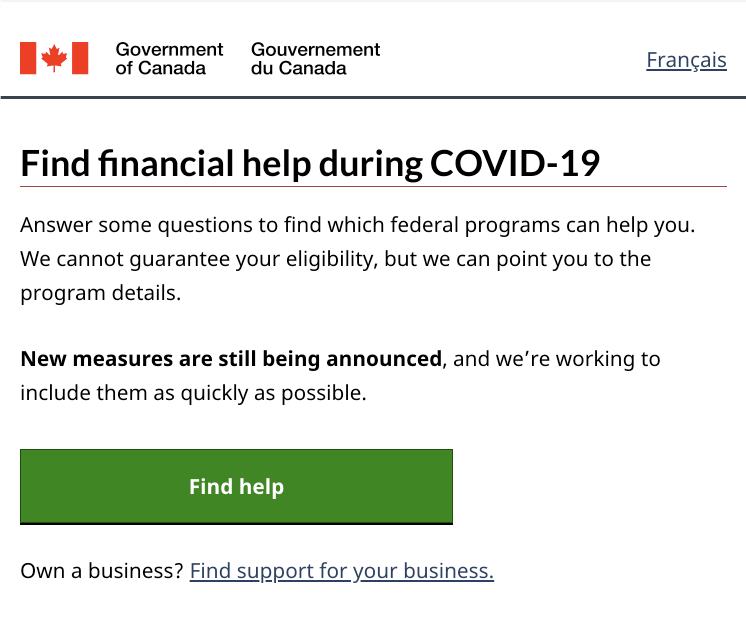 Government Gouvernement
of Canada du Canada
Français
Find financial help during COVID-19
Answer some questions to find which federal programs can help you.
We cannot guarantee your eligibility, but we can point you to the
program details.
New measures are still being announced, and we’re working to
include them as quickly as possible.
Find help
Own a business? Find support for your business.